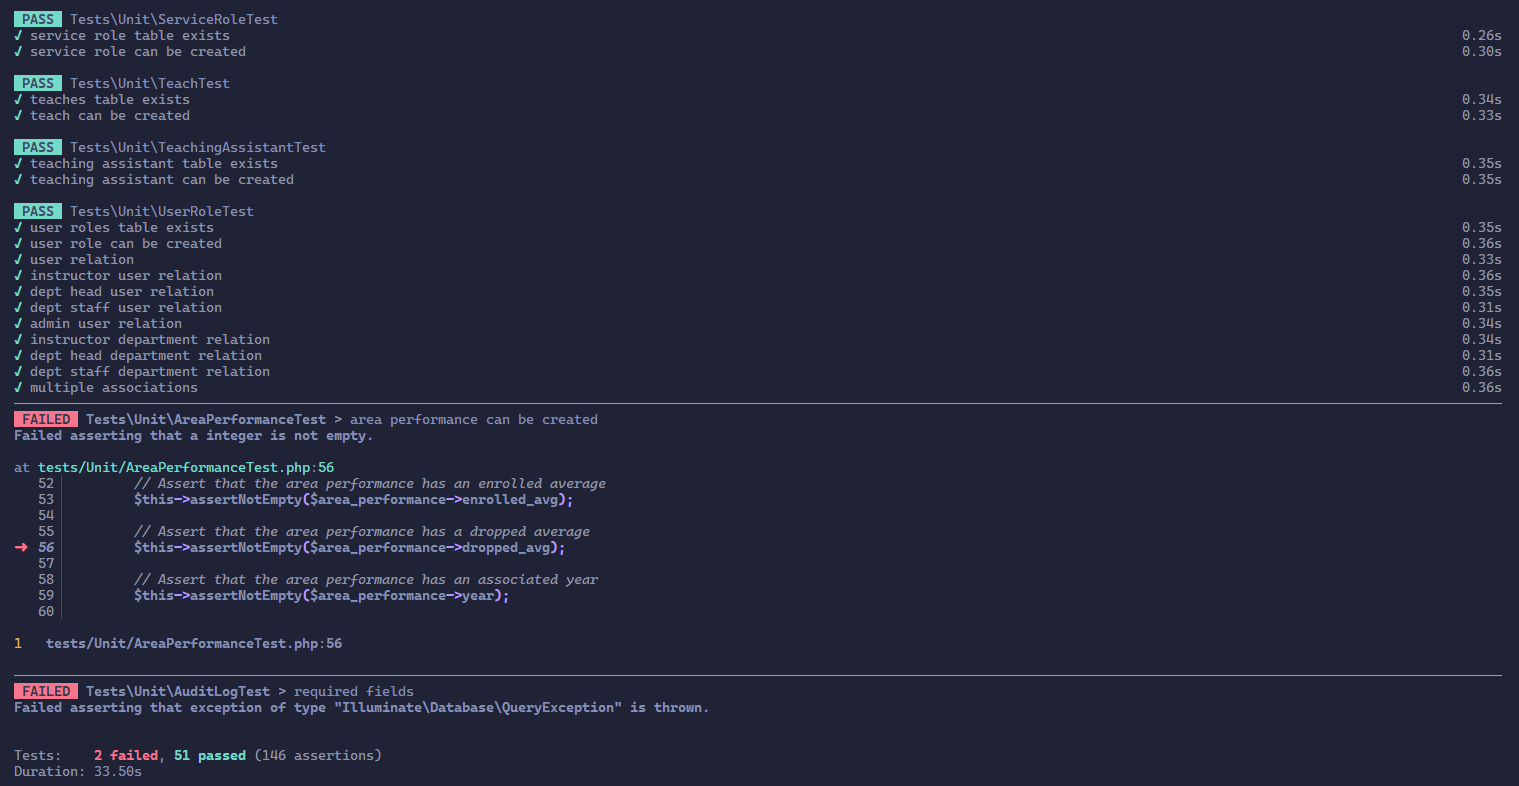 PASS Tests\Unit\ServiceRoleTest
✓ service role table exists 0.26s
✓ service role can be created 0.30s
PASS Tests\Unit\TeachTest
✓ teaches table exists 0.34s
✓ teach can be created 0.33s
PASS Tests\Unit\TeachingAssistantTest
✓ teaching assistant table exists 0.35s
✓ teaching assistant can be created 0.35s
PASS Tests\Unit\UserRoleTest
✓ user roles table exists 0.35s
✓ user role can be created 0.36s
✓ user relation 0.33s
✓ instructor user relation 0.36s
✓ dept head user relation 0.35s
✓ dept staff user relation 0.31s
✓ admin user relation 0.34s
✓ instructor department relation 0.34s
✓ dept head department relation 0.31s
✓ dept staff department relation 0.36s
✓ multiple associations 0.36s
FAILED Tests\Unit\AreaPerformanceTest > area performance can be created
Failed asserting that a integer is not empty.
at tests/Unit/AreaPerformanceTest.php:56
52 // Assert that the area performance has an enrolled average
53 $this->assertNotEmpty($area_performance->enrolled_avg);
54
55 // Assert that the area performance has a dropped average
➜ 56 $this->assertNotEmpty($area_performance->dropped_avg);
57
58 // Assert that the area performance has an associated year
59 $this->assertNotEmpty($area_performance->year);
60
1 tests/Unit/AreaPerformanceTest.php:56
FAILED Tests\Unit\AuditLogTest > required fields
Failed asserting that exception of type "Illuminate\Database\QueryException" is thrown.
Tests: 2 failed, 51 passed (146 assertions)
Duration: 33.50s